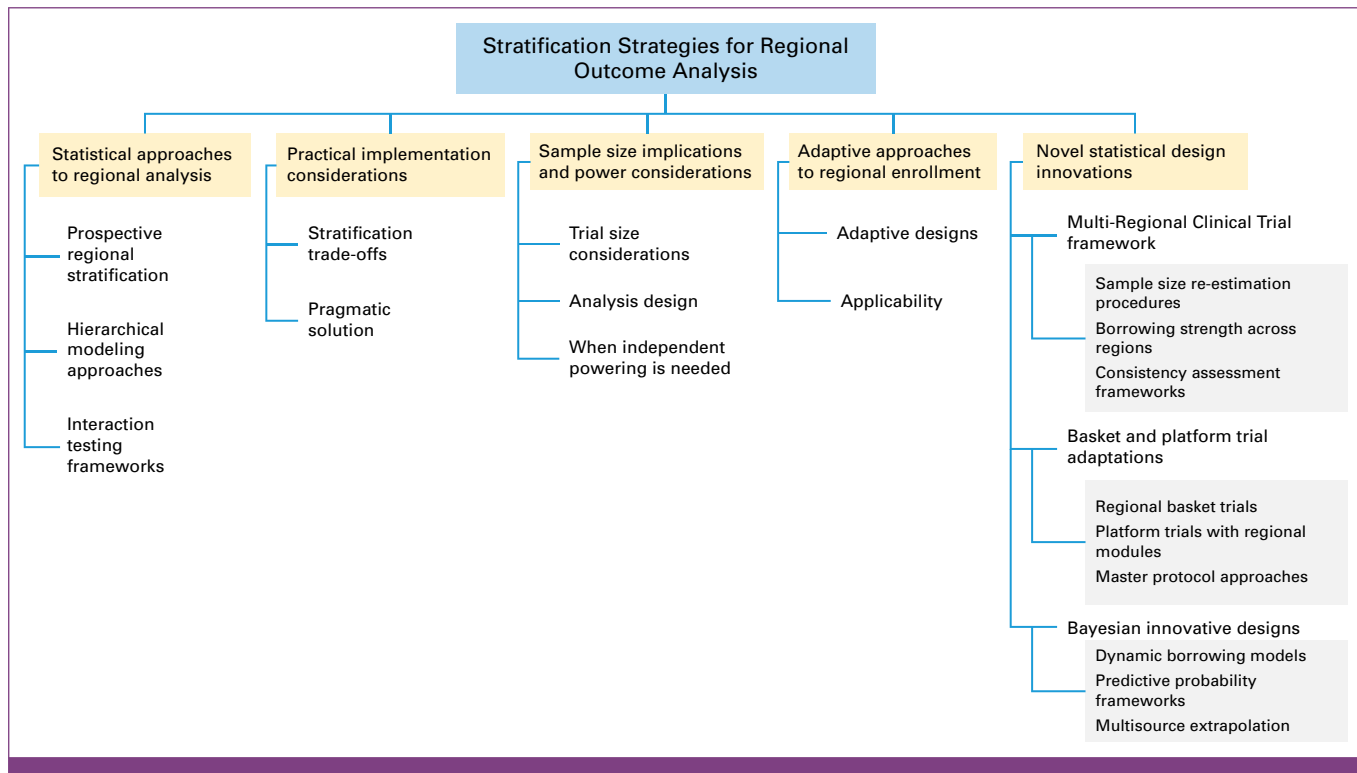 Stratification Strategies for Regional
Outcome Analysis
Statistical approaches
to regional analysis
Prospective
regional
stratification
Hierarchical
modeling
approaches
Interaction
testing
frameworks
Practical implementation
considerations
Stratification
trade-offs
Pragmatic
solution
Sample size implications
and power considerations
Trial size
considerations
Analysis design
When independent
powering is needed
Adaptive approaches
to regional enrollment
Adaptive designs
Applicability
Novel statistical design
innovations
Multi-Regional Clinical Trial
framework
Sample size re-estimation
procedures
Borrowing strength across
regions
Consistency assessment
frameworks
Basket and platform trial
adaptations
Regional basket trials
Platform trials with regional
modules
Master protocol approaches
Bayesian innovative designs
Dynamic borrowing models
Predictive probability
frameworks
Multisource extrapolation